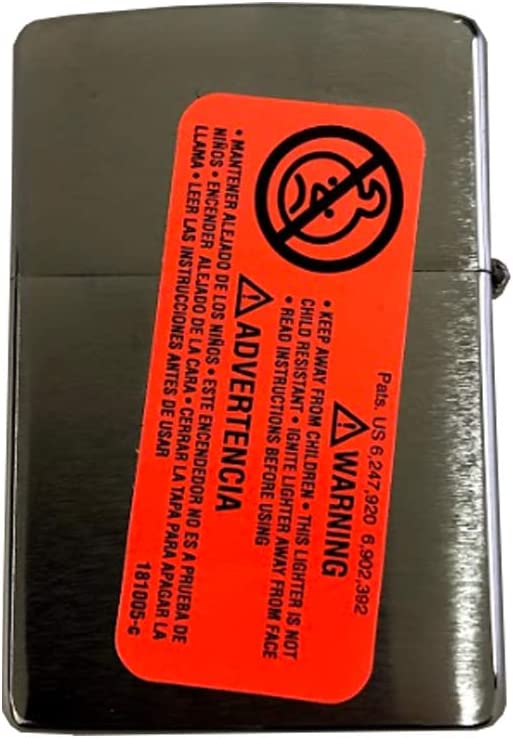 Pats. US 6,247,920 6,902,392
⚠WARNING
• KEEP AWAY FROM CHILDREN • THIS LIGHTER IS NOT
CHILD RESISTANT • IGNITE LIGHTER AWAY FROM FACE
• READ INSTRUCTIONS BEFORE USING
⚠ADVERTENCIA
• MANTENER ALEJADO DE LOS NIÑOS • ESTE ENCENDEDOR NO ES A PRUEBA DE
NIÑOS • ENCENDER ALEJADO DE LA CARA • CERRAR LA TAPA PARA APAGAR LA
LLAMA • LEER LAS INSTRUCCIONES ANTES DE USAR
181005-G